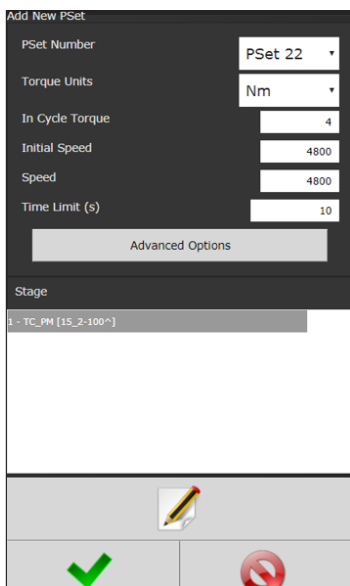 Add New PSet
PSet Number PSet 22
Torque Units Nm
In Cycle Torque 4
Initial Speed 4800
Speed 4800
Time Limit (s) 10
Advanced Options
Stage
1 - TC_PM [15_2-100^]